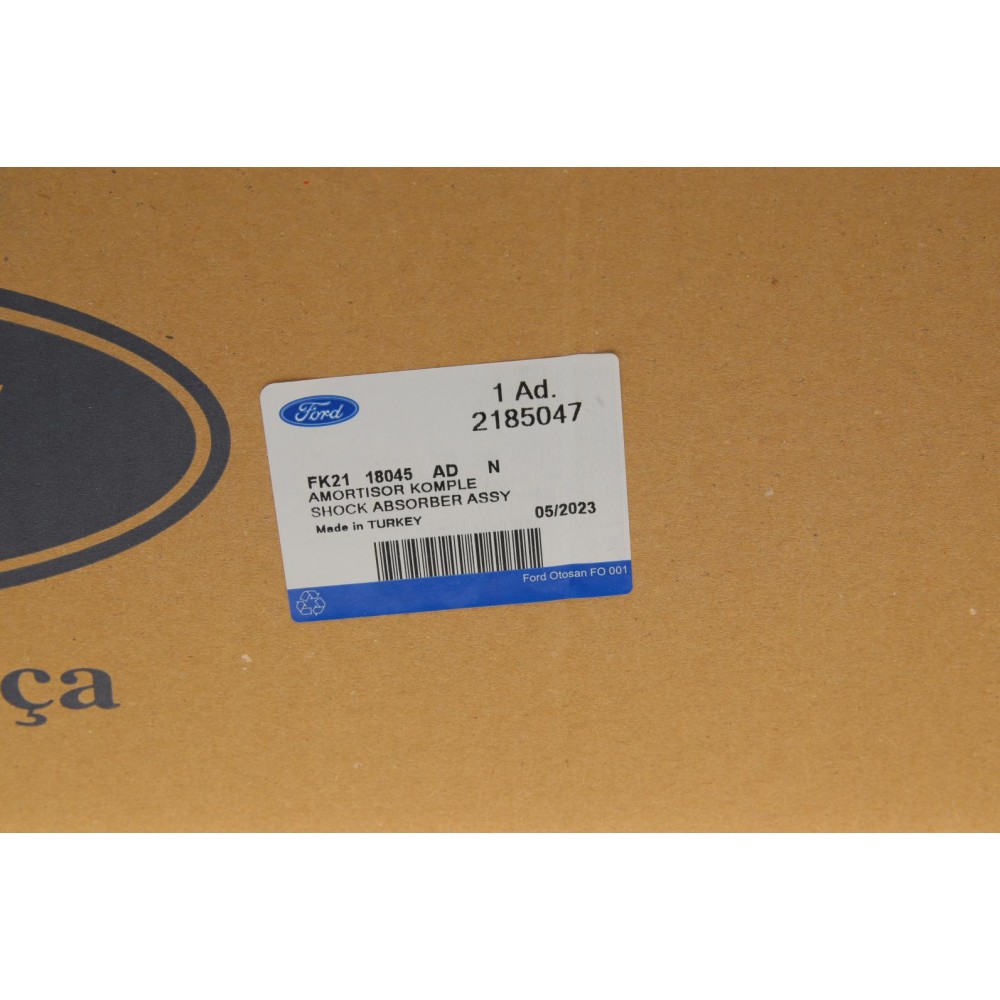 1 Ad.
2185047
Ford
FK21 18045 AD N
AMORTISOR KOMPLE
SHOCK ABSORBER ASSY
05/2023
Made in TURKEY
Ford Otosan FO 001
ça